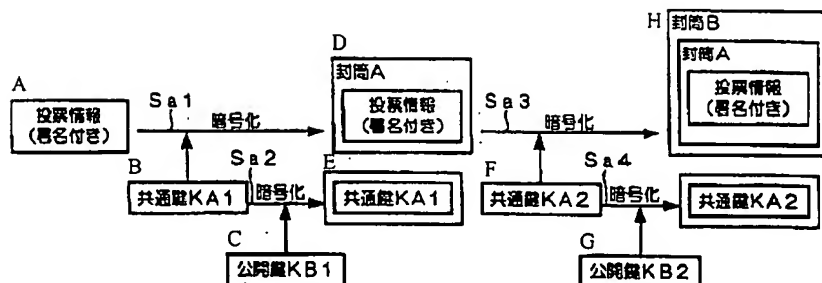 A
投票情報
(署名付き)
Sa1
暗号化
B
共通鍵KA1
Sa2
暗号化
C
公開鍵KB1
D
封筒A
投票情報
(署名付き)
E
共通鍵KA1
Sa3
暗号化
F
共通鍵KA2
Sa4
暗号化
G
公開鍵KB2
H
封筒B
封筒A
投票情報
(署名付き)
共通鍵KA2